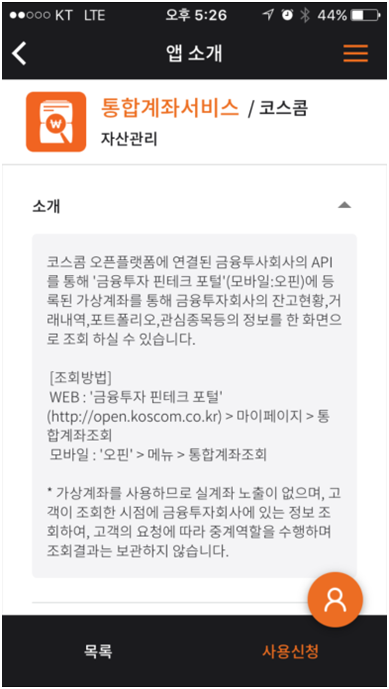 KT LTE 오후 5:26 44%
앱 소개
통합계좌서비스 / 코스콤
자산관리
소개
코스콤 오픈플랫폼에 연결된 금융투사회사의 API
를 통해 '금융투자 핀테크 포털'(모바일:오핀)에 등
록된 가상계좌를 통해 금융투자회사의 잔고현황,거
래내역,포트폴리오,관심종목등의 정보를 한 화면으
로 조회 하실 수 있습니다.
[조회방법]
WEB : '금융투자 핀테크 포털'
(http://open.koscom.co.kr) > 마이페이지 > 통
합계좌조회
모바일 : '오핀' > 메뉴 > 통합계좌조회
* 가상계좌를 사용하므로 실계좌 노출이 없으며, 고
객이 조회한 시점에 금융투자회사에 있는 정보 조
회하여, 고객의 요청에 따라 중계역할을 수행하며
조회결과는 보관하지 않습니다.
목록 사용신청